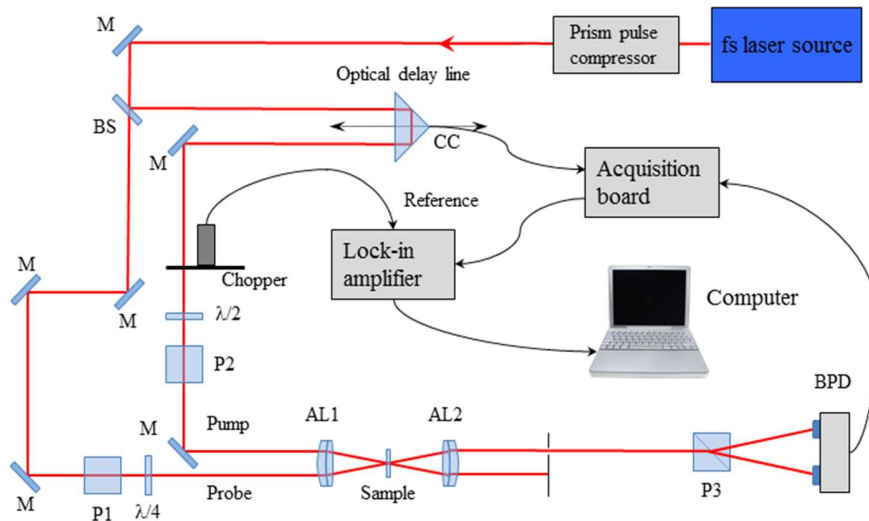 M
Prism pulse
compressor
fs laser source
Optical delay line
BS
M
CC
Acquisition
board
Reference
Lock-in
amplifier
Chopper
M
M
λ/2
Computer
P2
BPD
AL1
AL2
M
Pump
M
P1
λ/4
Probe
Sample
P3